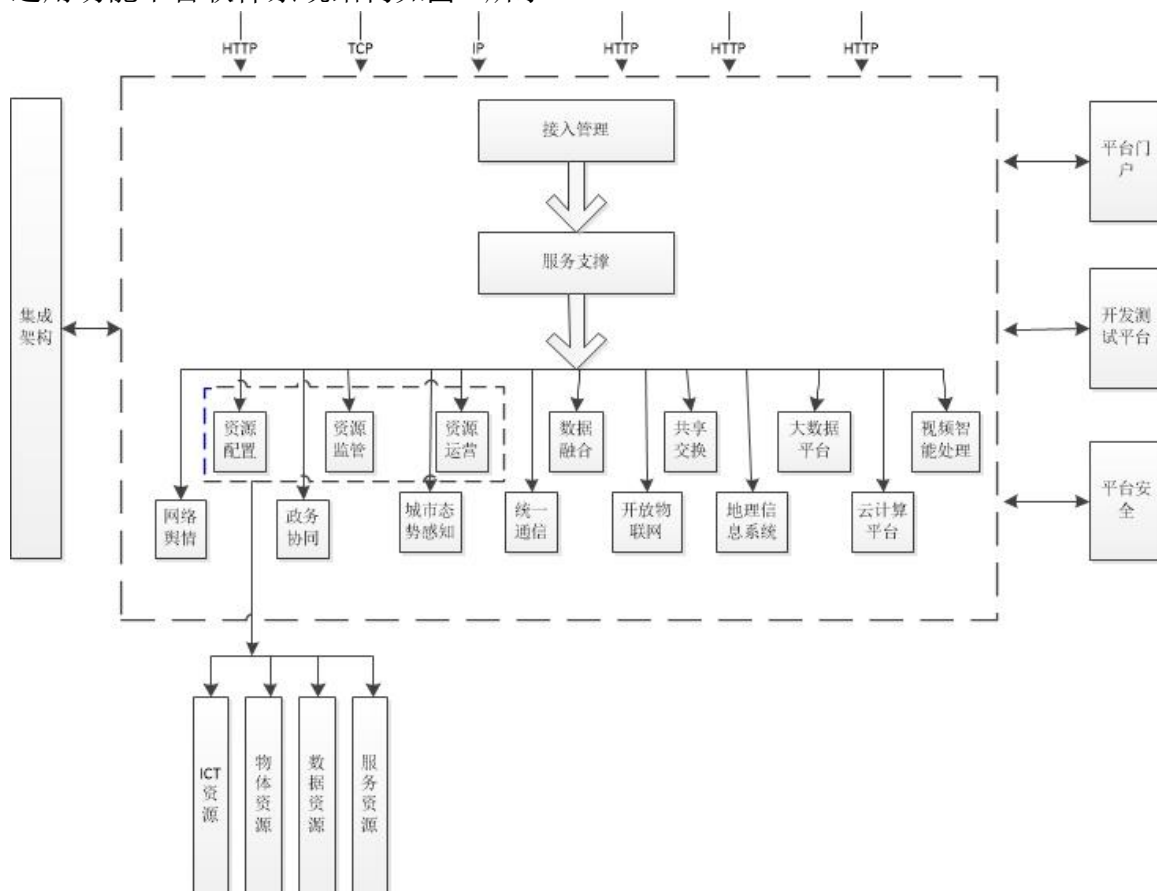 HTTP
TCP
IP
HTTP
HTTP
HTTP
接入管理
服务支撑
集成
架构
平台门
户
开发测
试平台
平台安
全
资源
配置
资源
监管
资源
运营
数据
融合
共享
交换
大数据
平台
视频智
能处理
网络
舆情
政务
协同
城市态
势感知
统一
通信
开放物
联网
地理信
息系统
云计算
平台
ICT
资
源
物
体
资
源
数
据
资
源
服
务
资
源